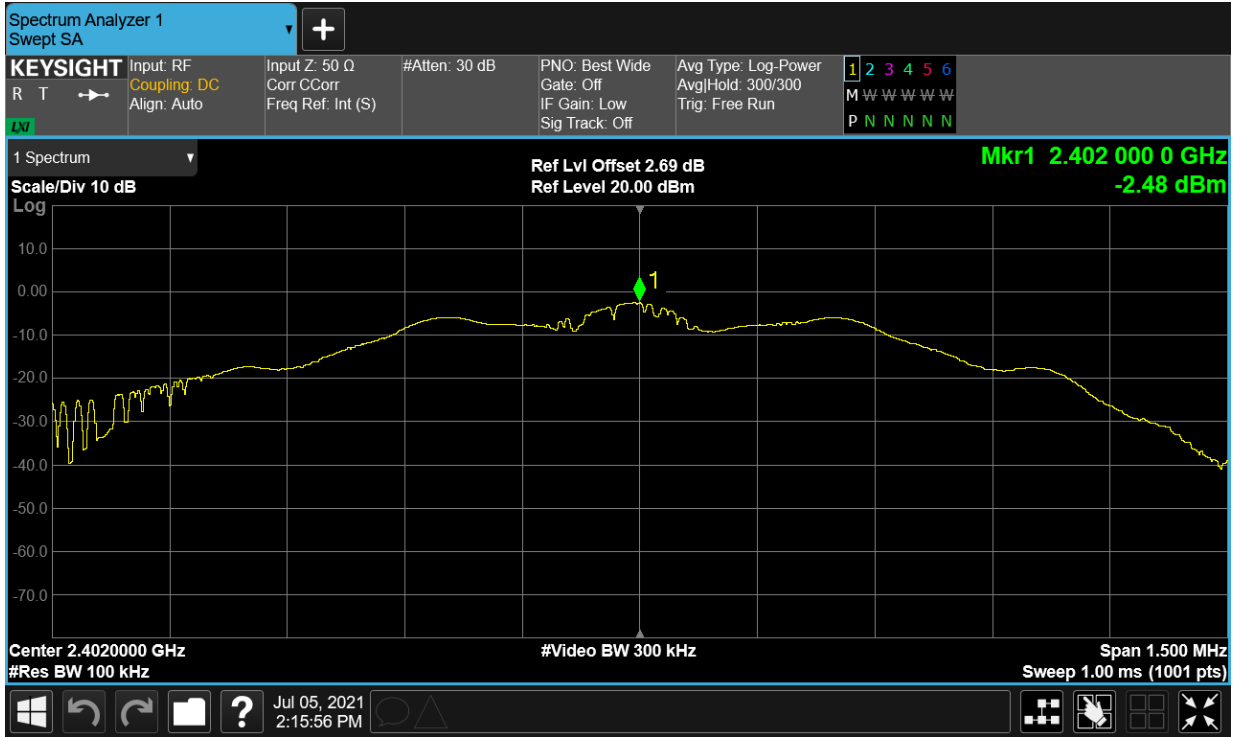 Spectrum Analyzer 1
Swept SA
+
KEYSIGHT
R T
LXI
Input: RF
Coupling: DC
Align: Auto
Input Z: 50 Ω
Corr CCorr
Freq Ref: Int (S)
#Atten: 30 dB
PNO: Best Wide
Gate: Off
IF Gain: Low
Sig Track: Off
Avg Type: Log-Power
Avg|Hold: 300/300
Trig: Free Run
1 2 3 4 5 6
M W W W W W
P N N N N N N
1 Spectrum
Scale/Div 10 dB
Log
Ref Lvl Offset 2.69 dB
Ref Level 20.00 dBm
Mkr1 2.402 000 0 GHz
-2.48 dBm
1
10.0
0.00
-10.0
-20.0
-30.0
-40.0
-50.0
-60.0
-70.0
Center 2.4020000 GHz
#Res BW 100 kHz
#Video BW 300 kHz
Span 1.500 MHz
Sweep 1.00 ms (1001 pts)
?
Jul 05, 2021
2:15:56 PM